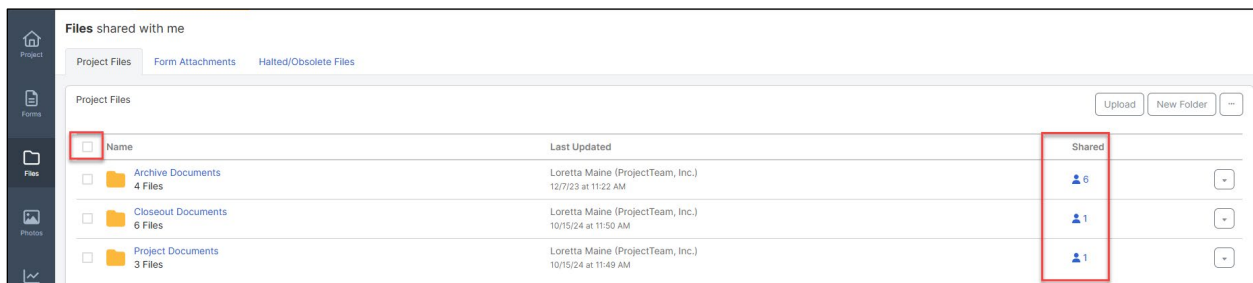 Files shared with me
Project
Project Files Form Attachments Halted/Obsolete Files
Forms
Project Files Upload New Folder ...
Files
Name Last Updated Shared
Archive Documents Loretta Maine (ProjectTeam, Inc.) 6
4 Files 12/7/23 at 11:22 AM
Photos
Closeout Documents Loretta Maine (ProjectTeam, Inc.) 1
6 Files 10/15/24 at 11:50 AM
Project Documents Loretta Maine (ProjectTeam, Inc.) 1
3 Files 10/15/24 at 11:49 AM